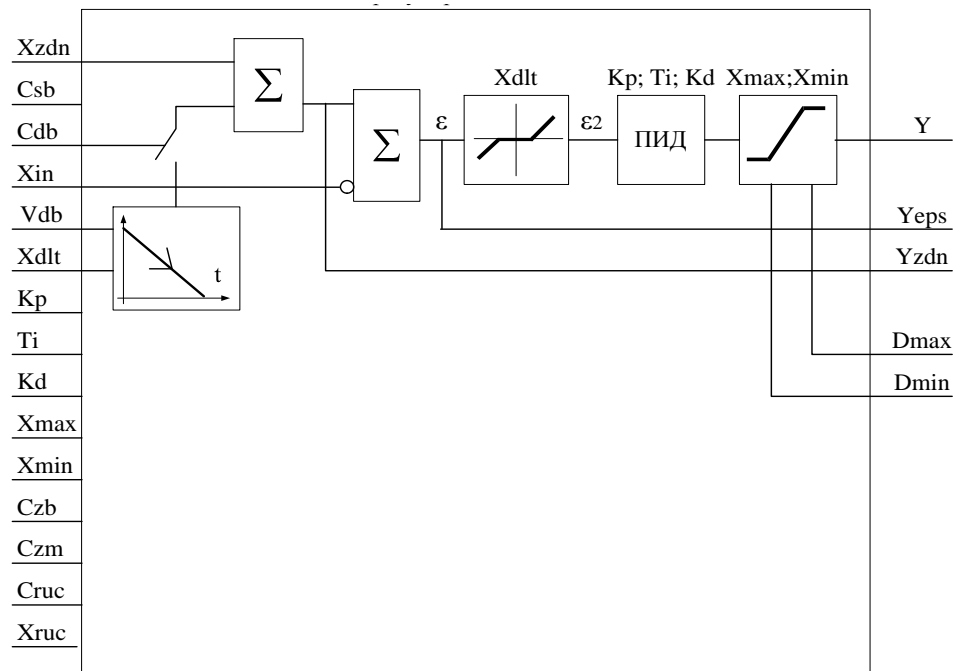 Xzdn
Csb
Cdb
Xin
Vdb
Xdlt
Kp
Ti
Kd
Xmax
Xmin
Czb
Czm
Cruc
Xruc
Σ
Σ
t
ε
Xdlt
ε2
Kp; Ti; Kd
ПИД
Xmax;Xmin
Y
Yeps
Yzdn
Dmax
Dmin